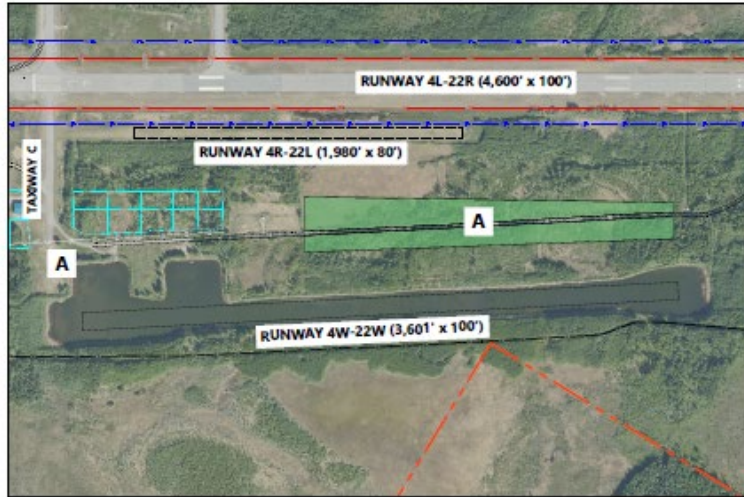 RUNWAY 4L-22R (4,600' x 100')
RUNWAY 4R-22L (1,980' x 80')
TAXIWAY C
A
A
RUNWAY 4W-22W (3,601' x 100')